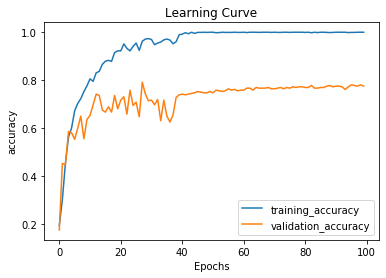 Learning Curve
1.0
0.8
0.6
0.4
0.2
accuracy
0 20 40 60 80 100
Epochs
training_accuracy
validation_accuracy